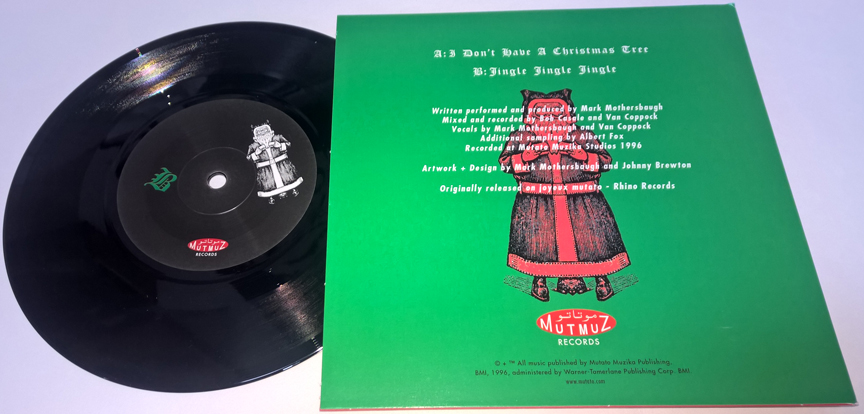 B
موتاتو
MUTMUZ
RECORDS
A: I Don't Have A Christmas Tree
B: Jingle Jingle Jingle
Written performed and produced by Mark Mothersbaugh
Mixed and recorded by Bob Casale and Van Coppock
Vocals by Mark Mothersbaugh and Van Coppock
Additional sampling by Albert Fox
Recorded at Mutato Muzika Studios 1996
Artwork + Design by Mark Mothersbaugh and Johnny Brewton
Originally released on joyeux mutato - Rhino Records
موتاتو
MUTMUZ
RECORDS
© + ™ All music published by Mutato Muzika Publishing,
BMI, 1996, administered by Warner-Tamerlane Publishing Corp. BMI.
www.mutato.com